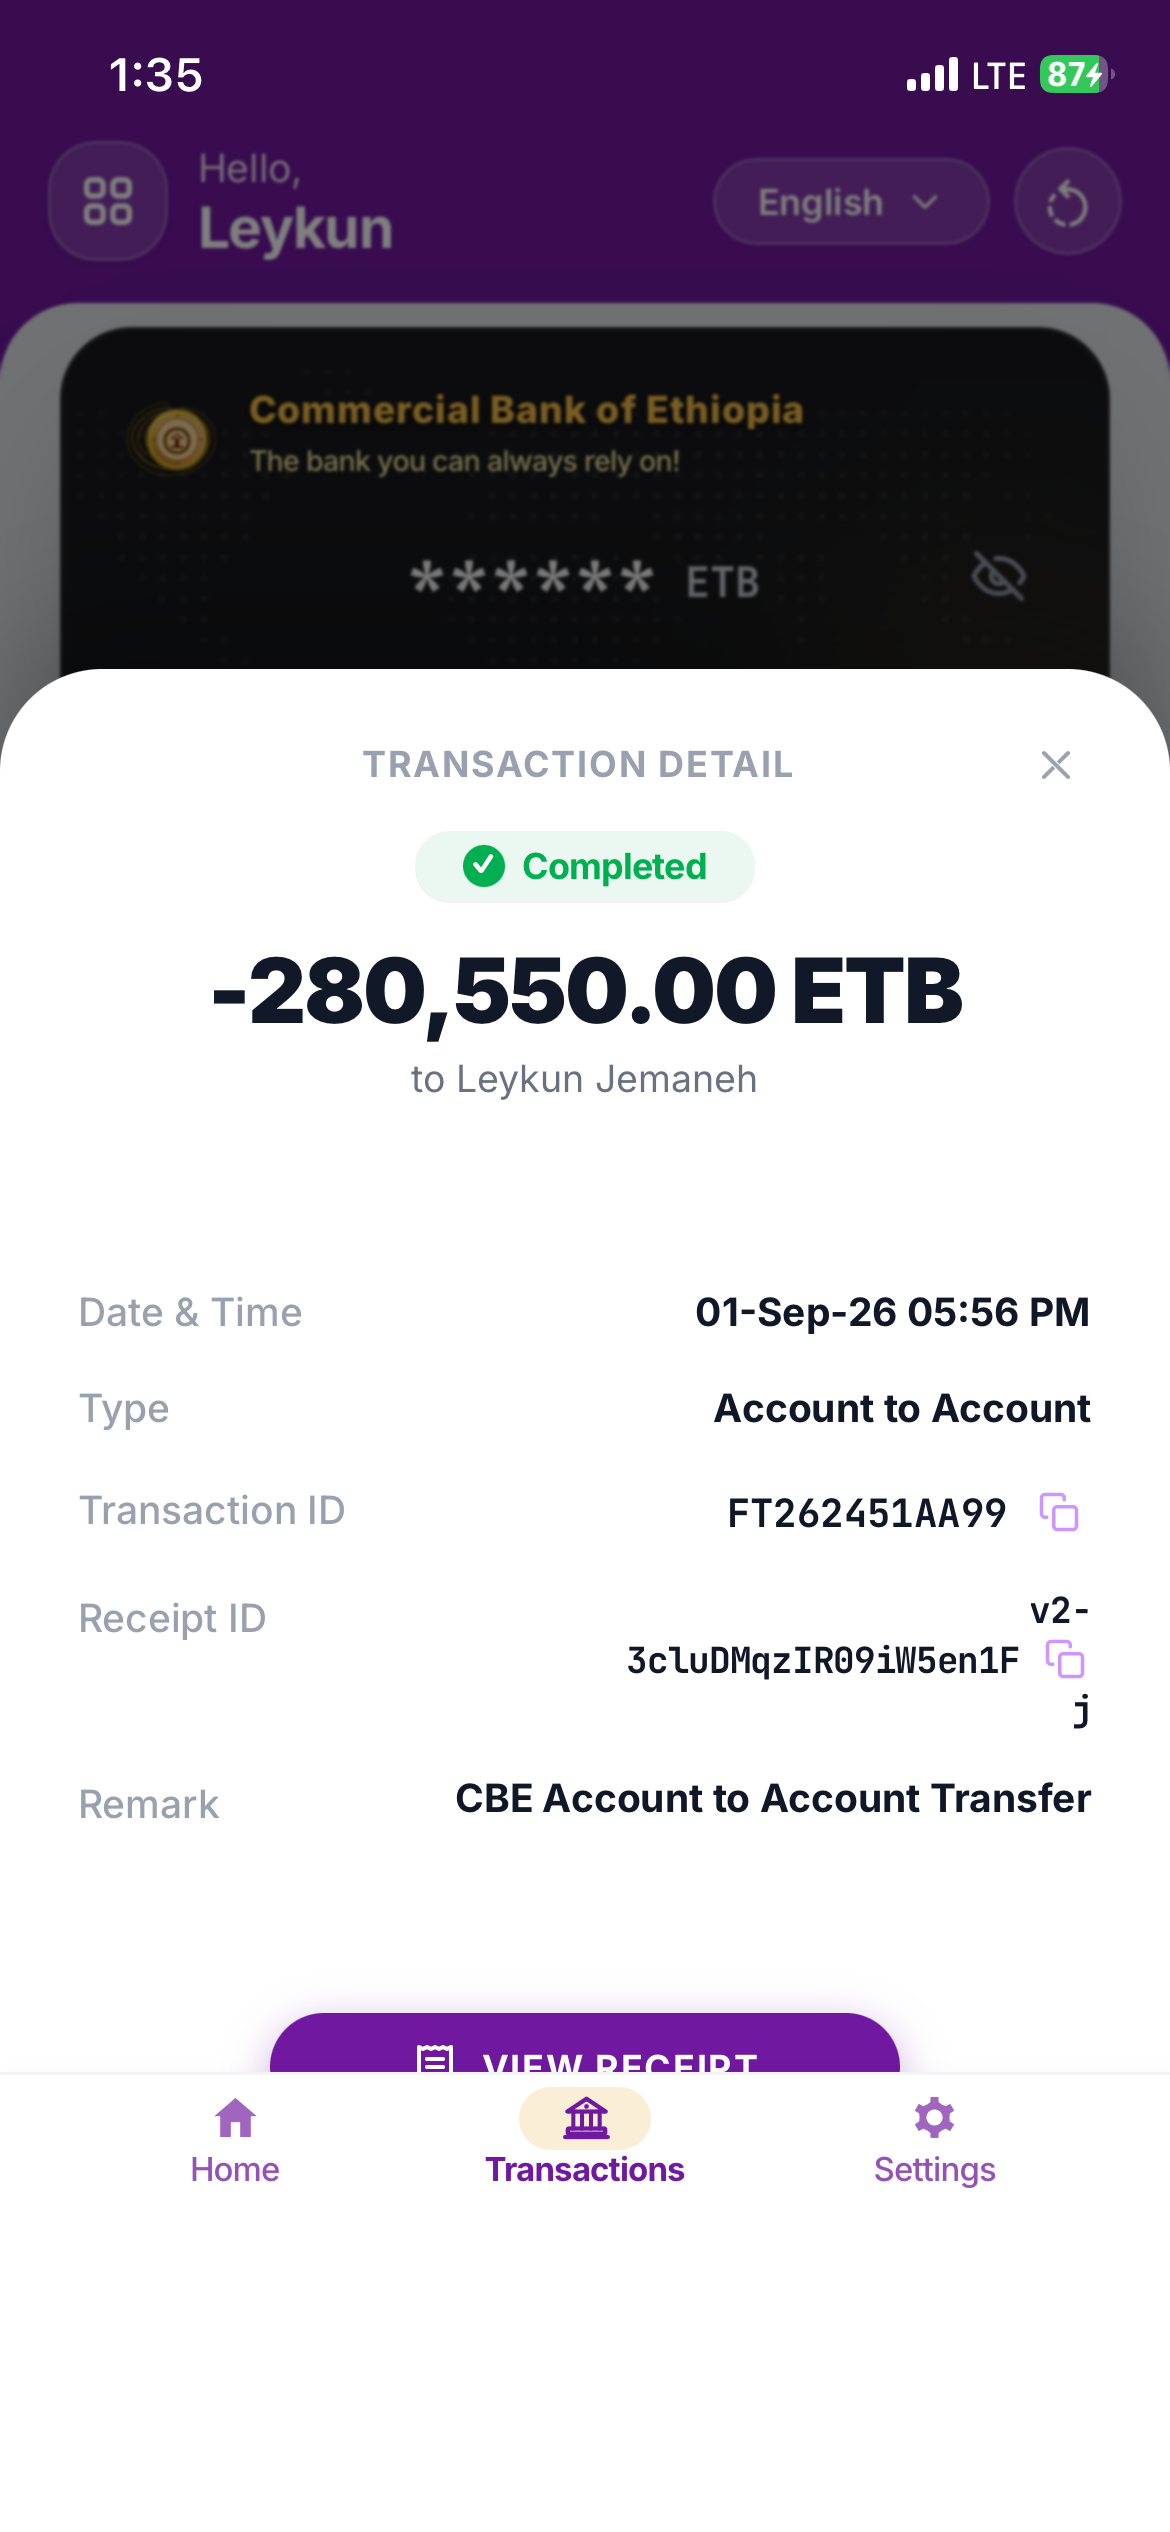 1:35
LTE
87
Hello,
Leykun
English
Commercial Bank of Ethiopia
The bank you can always rely on!
****** ETB
TRANSACTION DETAIL
Completed
-280,550.00 ETB
to Leykun Jemaneh
Date & Time
01-Sep-26 05:56 PM
Type
Account to Account
Transaction ID
FT262451AA99
Receipt ID
v2-
3cluDMqzIR09iW5en1F
j
Remark
CBE Account to Account Transfer
VIEW RECEIPT
Home
Transactions
Settings